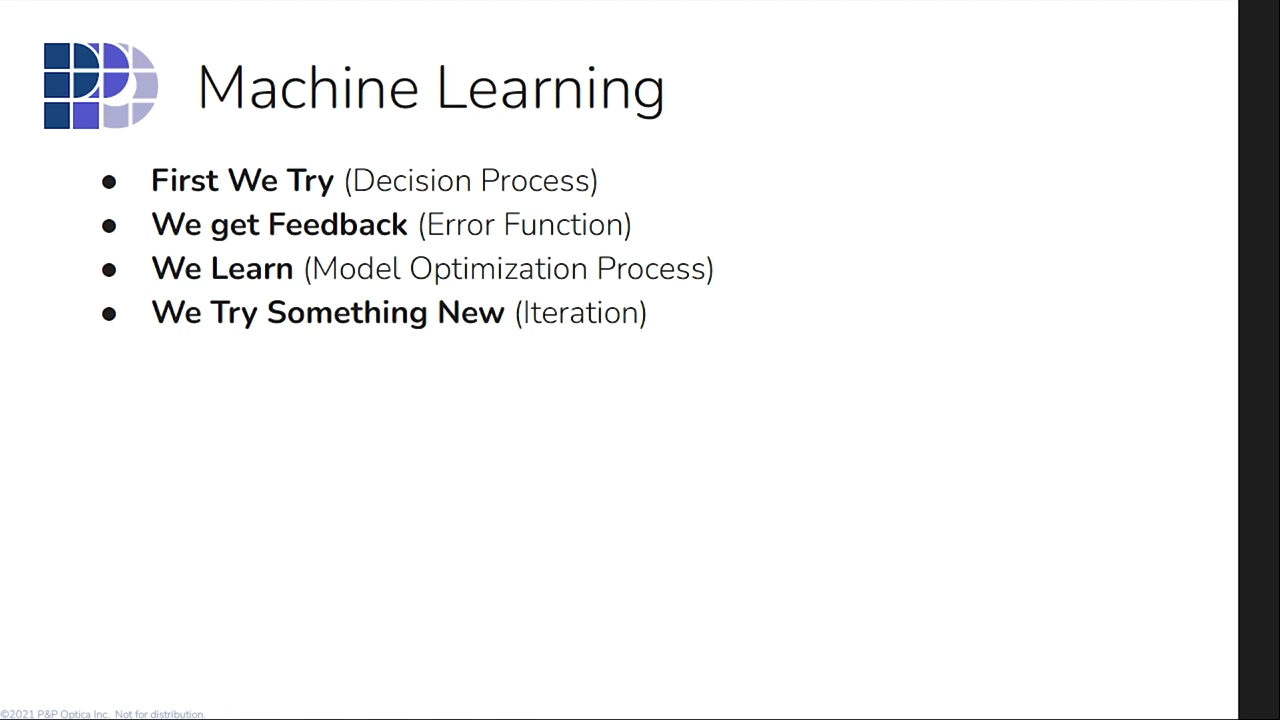 Machine Learning
● First We Try (Decision Process)
● We get Feedback (Error Function)
● We Learn (Model Optimization Process)
● We Try Something New (Iteration)
©2021 P&P Optica Inc. Not for distribution.